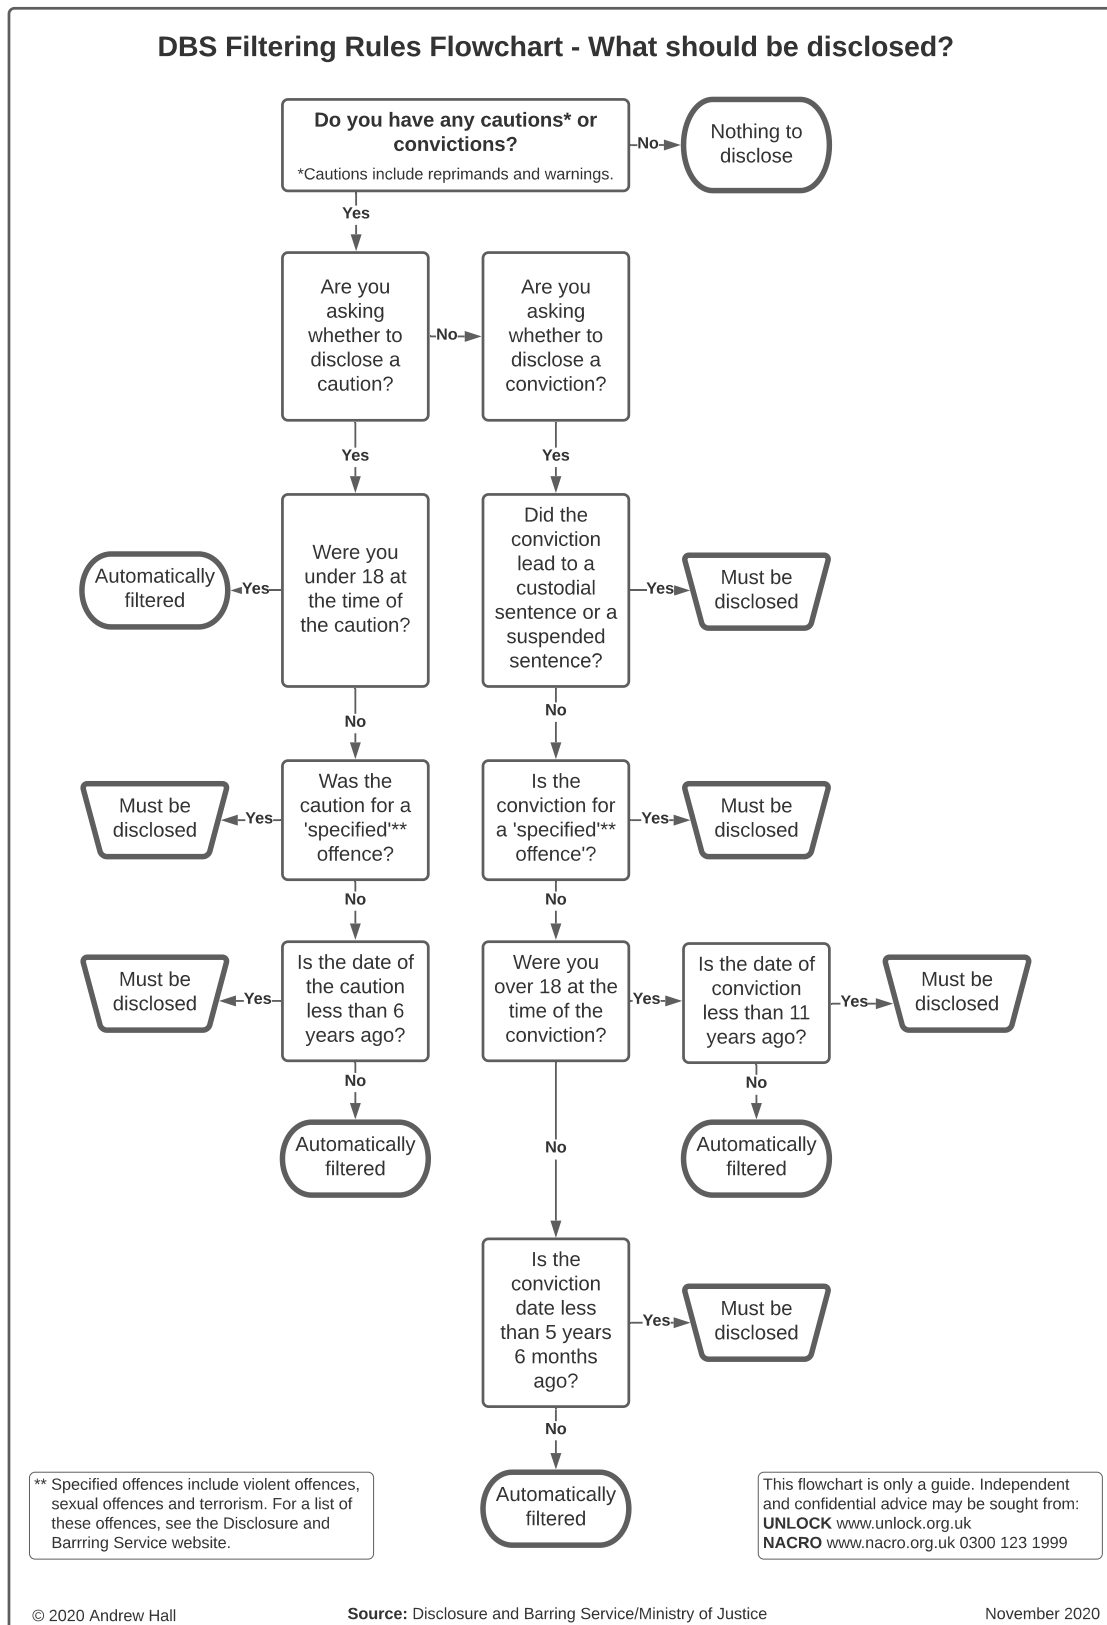 DBS Filtering Rules Flowchart - What should be disclosed?
Do you have any cautions* or
convictions?
*Cautions include reprimands and warnings.
No
Nothing to
disclose
Yes
Are you
asking
whether to
disclose a
caution?
No
Are you
asking
whether to
disclose a
conviction?
Yes
Yes
Automatically
filtered
Yes
Were you
under 18 at
the time of
the caution?
Did the
conviction
lead to a
custodial
sentence or a
suspended
sentence?
Yes
Must be
disclosed
No
No
Must be
disclosed
Yes
Was the
caution for a
'specified'**
offence?
Is the
conviction for
a 'specified'**
offence'?
Yes
Must be
disclosed
No
No
Must be
disclosed
Yes
Is the date of
the caution
less than 6
years ago?
Were you
over 18 at the
time of the
conviction?
Yes
Is the date of
conviction
less than 11
years ago?
Yes
Must be
disclosed
No
No
No
Automatically
filtered
Automatically
filtered
Is the
conviction
date less
than 5 years
6 months
ago?
Yes
Must be
disclosed
No
Automatically
filtered
** Specified offences include violent offences,
sexual offences and terrorism. For a list of
these offences, see the Disclosure and
Barrring Service website.
This flowchart is only a guide. Independent
and confidential advice may be sought from:
UNLOCK www.unlock.org.uk
NACRO www.nacro.org.uk 0300 123 1999
© 2020 Andrew Hall
Source: Disclosure and Barring Service/Ministry of Justice
November 2020